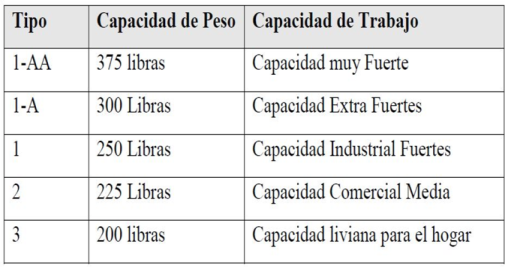 Tipo Capacidad de Peso Capacidad de Trabajo
1-AA 375 libras Capacidad muy Fuerte
1-A 300 Libras Capacidad Extra Fuertes
1 250 Libras Capacidad Industrial Fuertes
2 225 Libras Capacidad Comercial Media
3 200 libras Capacidad liviana para el hogar